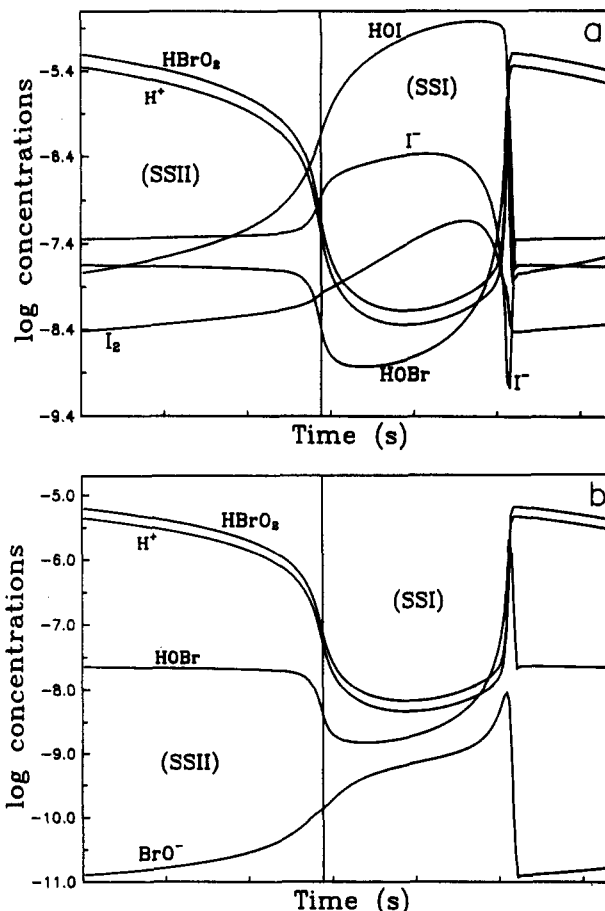 a
HOI
HBrO₂
-5.4
H⁺
(SSI)
I⁻
-6.4
(SSII)
log concentrations
-7.4
-8.4
I₂
HOBr
I⁻
-9.4
Time (s)
b
-5.0
HBrO₂
H⁺
-6.0
(SSI)
-7.0
HOBr
log concentrations
-8.0
-9.0
(SSII)
-10.0
BrO⁻
-11.0
Time (s)